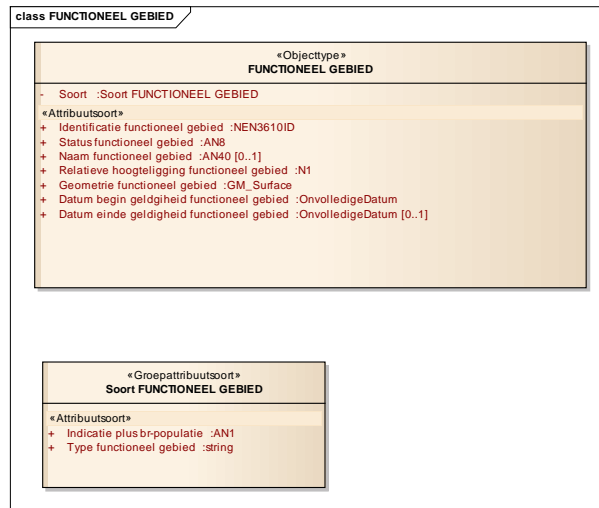 class FUNCTIONEEL GEBIED
«Objecttype»
FUNCTIONEEL GEBIED
- Soort :Soort FUNCTIONEEL GEBIED
«Attribuutsoort»
+ Identificatie functioneel gebied :NEN3610ID
+ Status functioneel gebied :AN8
+ Naam functioneel gebied :AN40 [0..1]
+ Relatieve hoogteligging functioneel gebied :N1
+ Geometrie functioneel gebied :GM_Surface
+ Datum begin geldgiheid functioneel gebied :OnvolledigeDatum
+ Datum einde geldigheid functioneel gebied :OnvolledigeDatum [0..1]
«Groepattribuutsoort»
Soort FUNCTIONEEL GEBIED
«Attribuutsoort»
+ Indicatie plus br-populatie :AN1
+ Type functioneel gebied :string